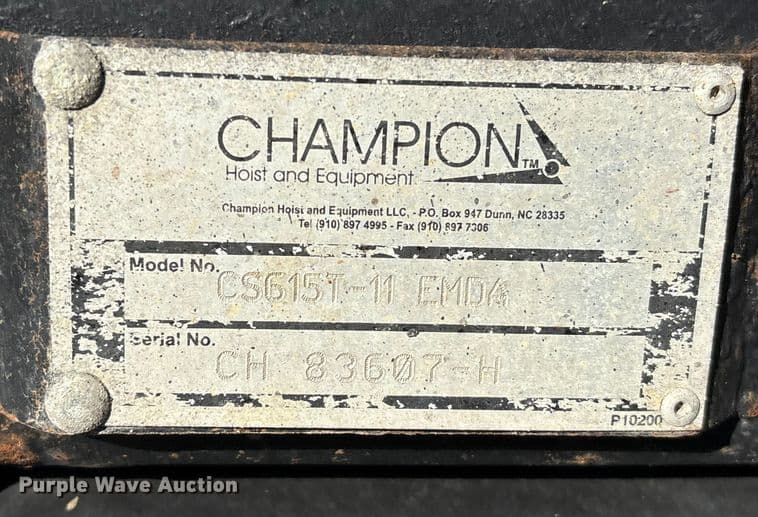 CHAMPION TM
Hoist and Equipment
Champion Hoist and Equipment LLC, - P.O. Box 947 Dunn, NC 28335
Tel (910) 897 4995 - Fax (910) 897 7306
Model No.
CS615T-11 EMDA
Serial No.
CH 83607-H
P10200
Purple Wave Auction